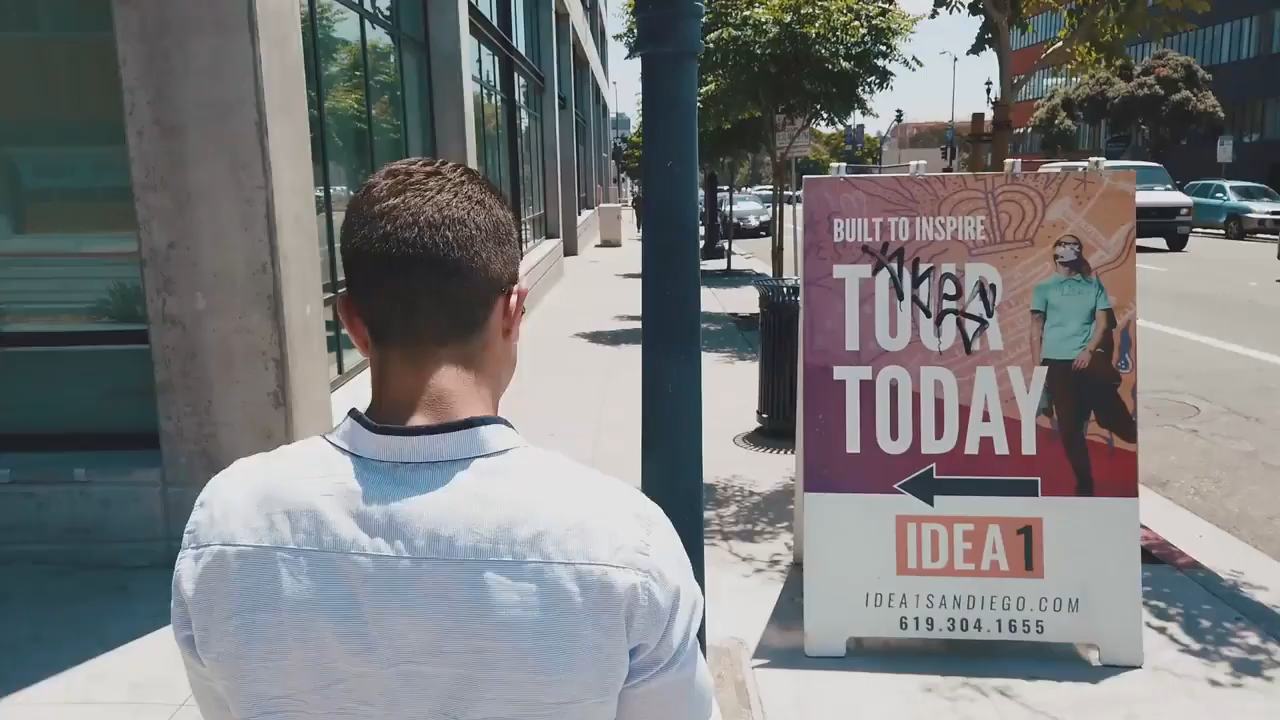 BUILT TO INSPIRE
TOUR
TODAY
IDEA1
IDEA1SANDIEGO.COM
619.304.1655